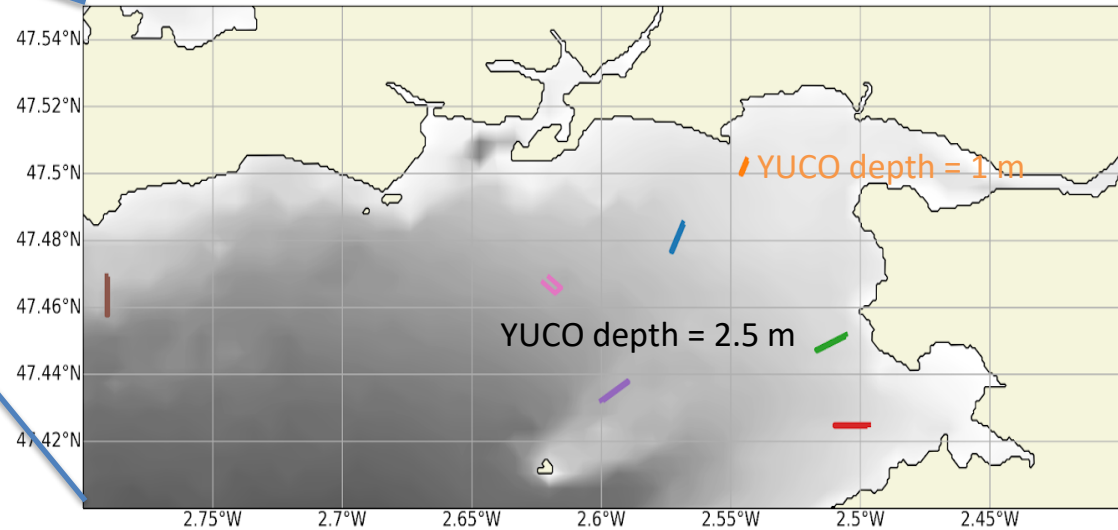 47.54°N
47.52°N
47.5°N
YUCO depth = 1 m
47.48°N
47.46°N
YUCO depth = 2.5 m
47.44°N
47.42°N
2.75°W 2.7°W 2.65°W 2.6°W 2.55°W 2.5°W 2.45°W